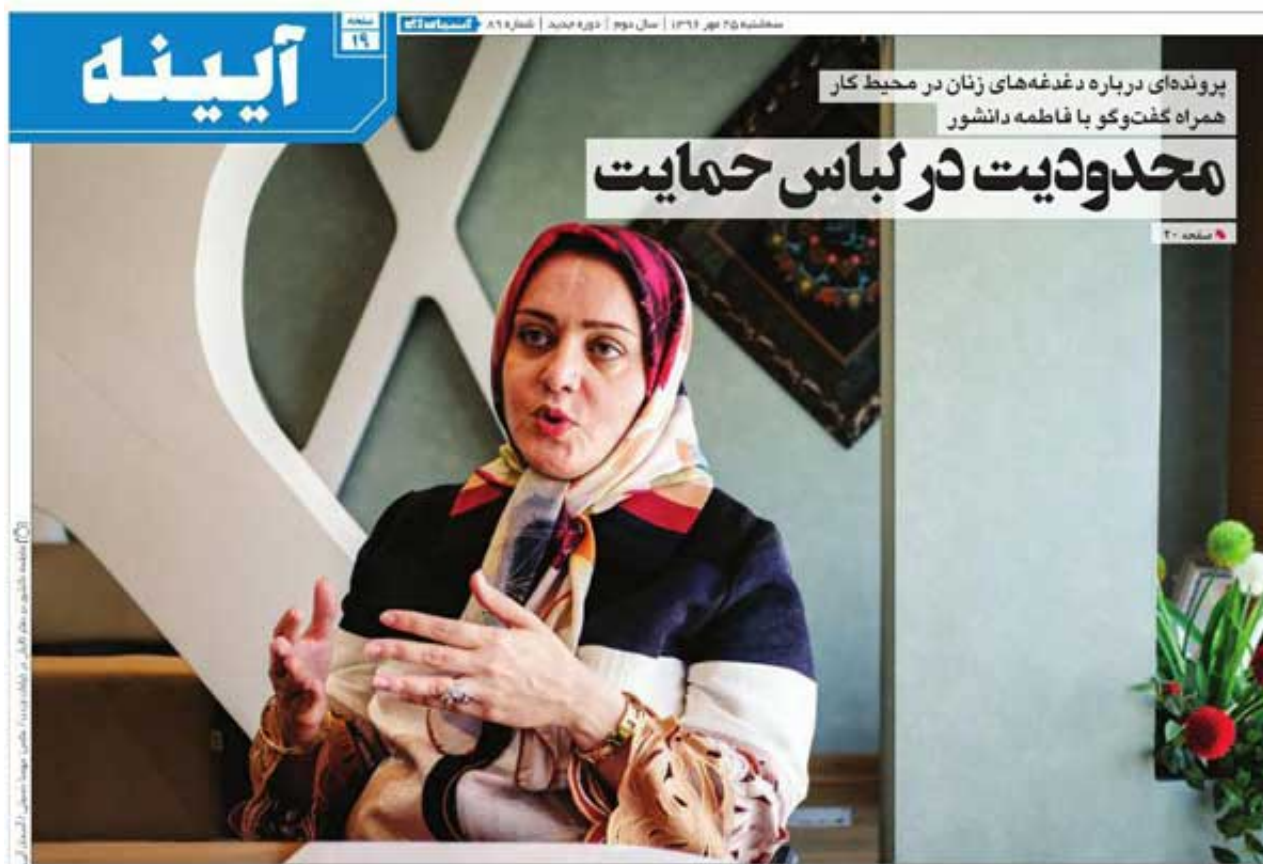 سه‌شنبه ۲۵ مهر ۱۳۹۶ | سال دوم | دوره جدید | شماره ۸۹
صفحه
۱۹
آیینه
پرونده‌ای درباره دغدغه‌های زنان در محیط کار
همراه گفت‌وگو با فاطمه دانشور
محدودیت در لباس حمایت
صفحه ۲۰